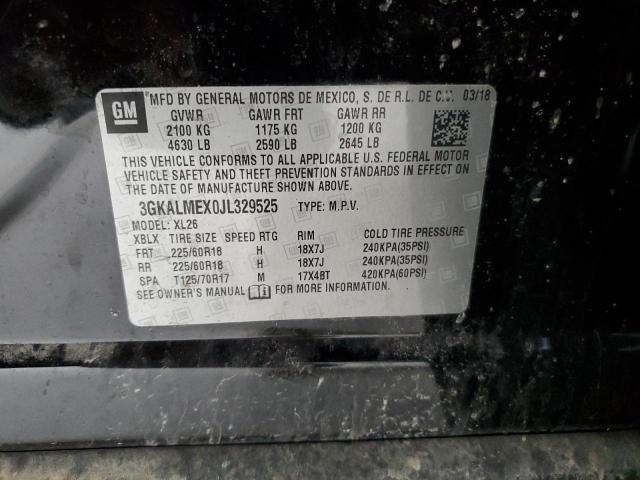 GM
*MFD BY GENERAL MOTORS DE MEXICO, S. DE R.L. DE C.V. 03/18
GVWR GAWR FRT GAWR RR
2100 KG 1175 KG 1200 KG
4630 LB 2590 LB 2645 LB
THIS VEHICLE CONFORMS TO ALL APPLICABLE U.S. FEDERAL MOTOR
VEHICLE SAFETY AND THEFT PREVENTION STANDARDS IN EFFECT ON
THE DATE OF MANUFACTURE SHOWN ABOVE.
3GKALMEX0JL329525 TYPE: M.P.V.
MODEL: XL26
XBLX TIRE SIZE SPEED RTG RIM COLD TIRE PRESSURE
FRT 225/60R18 H 18X7J 240KPA(35PSI)
RR 225/60R18 H 18X7J 240KPA(35PSI)
SPA T125/70R17 M 17X4BT 420KPA(60PSI)
SEE OWNER'S MANUAL FOR MORE INFORMATION.